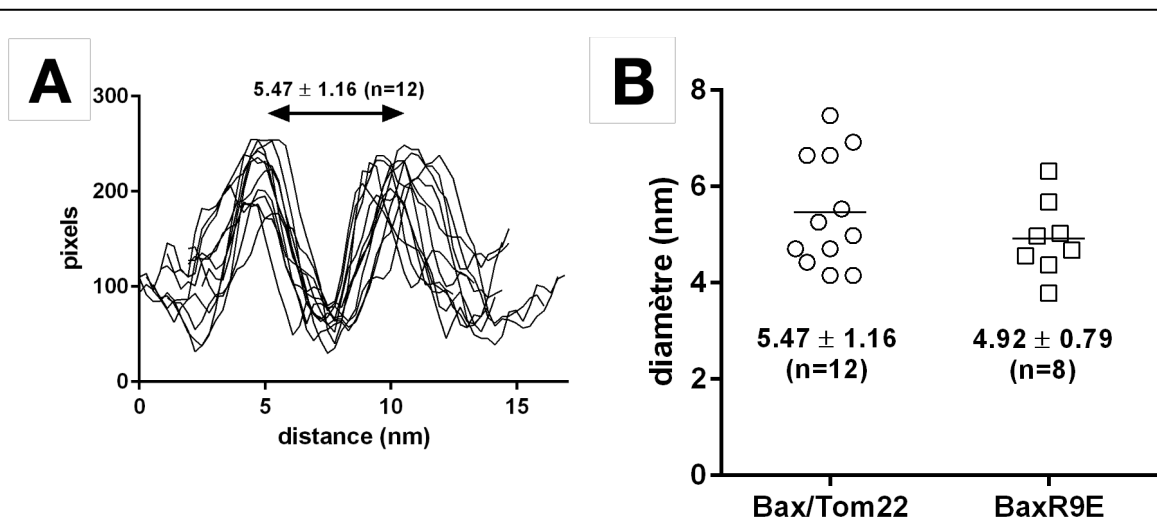 A
5.47 ± 1.16 (n=12)
300
200
100
0
pixels
0 5 10 15
distance (nm)
B
8
6
4
2
0
diamètre (nm)
5.47 ± 1.16
(n=12)
4.92 ± 0.79
(n=8)
Bax/Tom22 BaxR9E